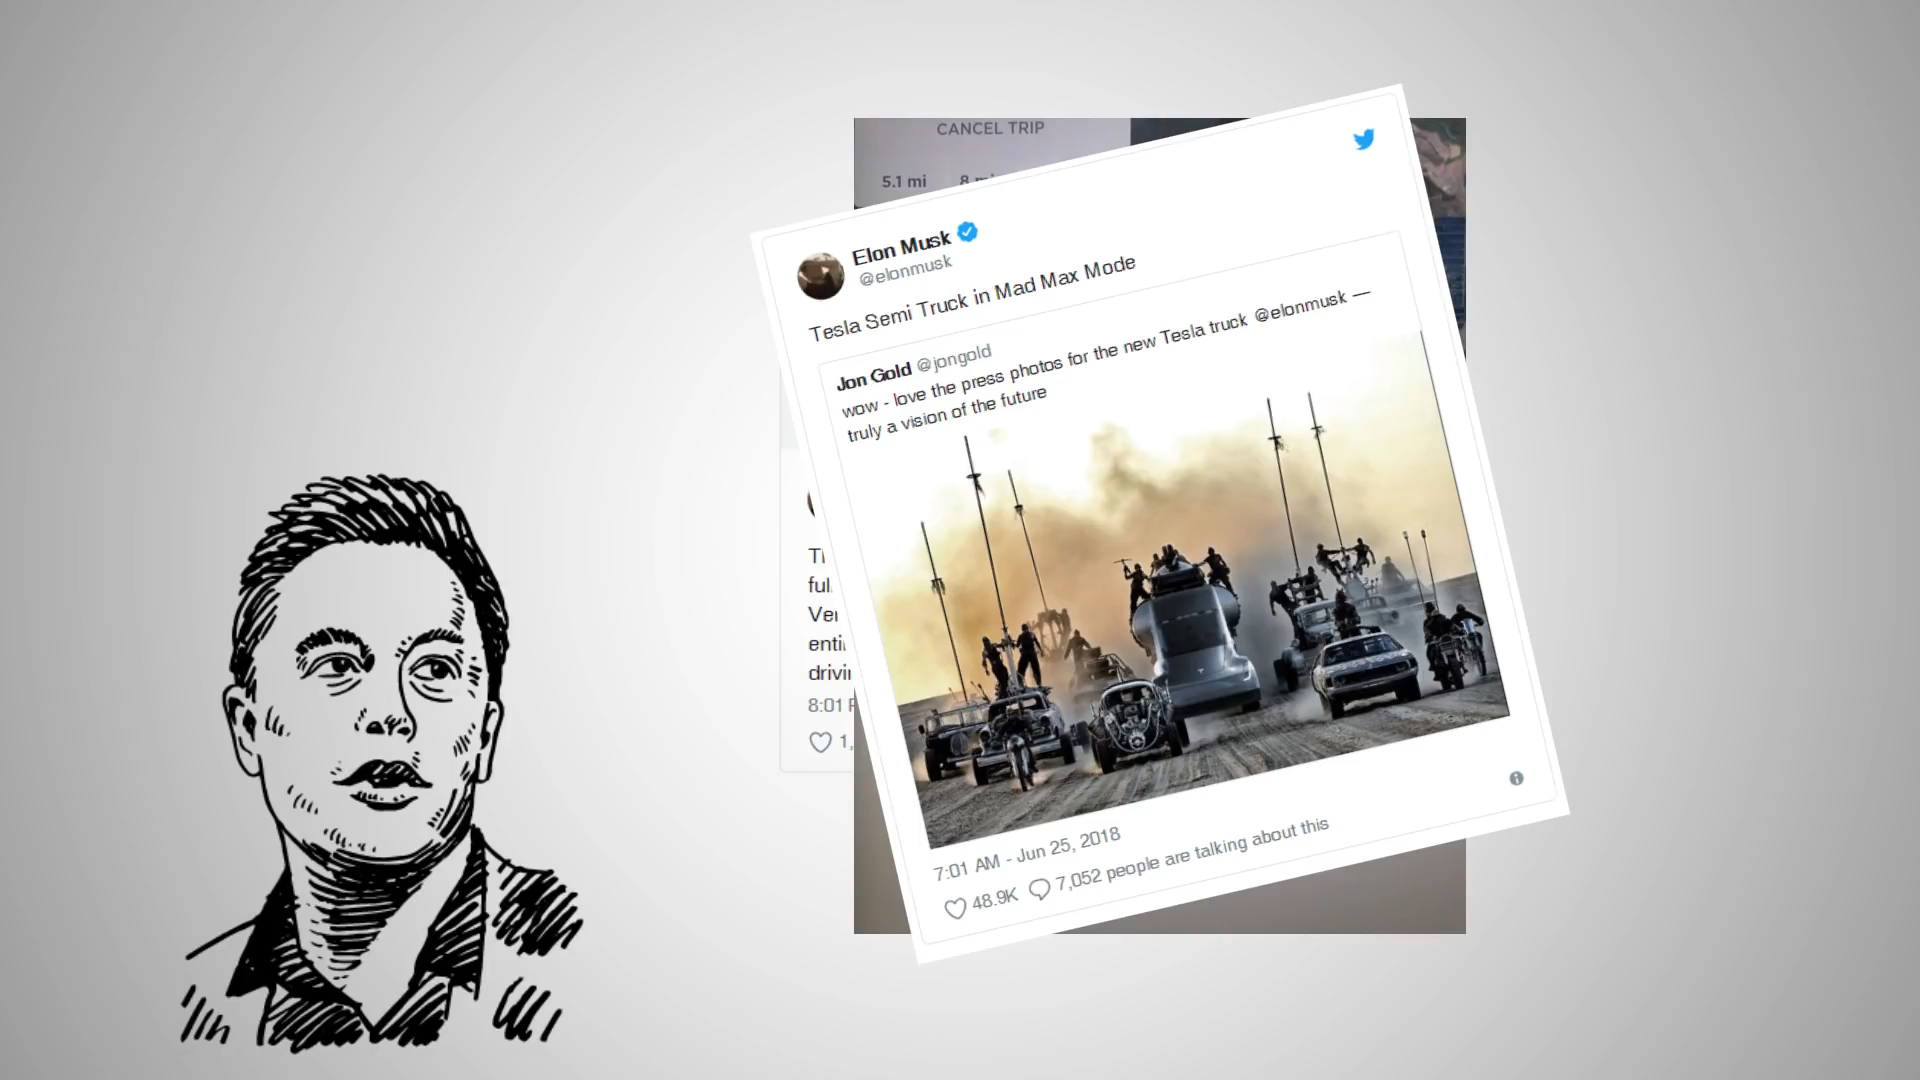 CANCEL TRIP
5.1 mi
Elon Musk
@elonmusk
Tesla Semi Truck in Mad Max Mode
Jon Gold @jongold
wow - love the press photos for the new Tesla truck @elonmusk —
truly a vision of the future
7:01 AM - Jun 25, 2018
48.9K 7,052 people are talking about this
8:01